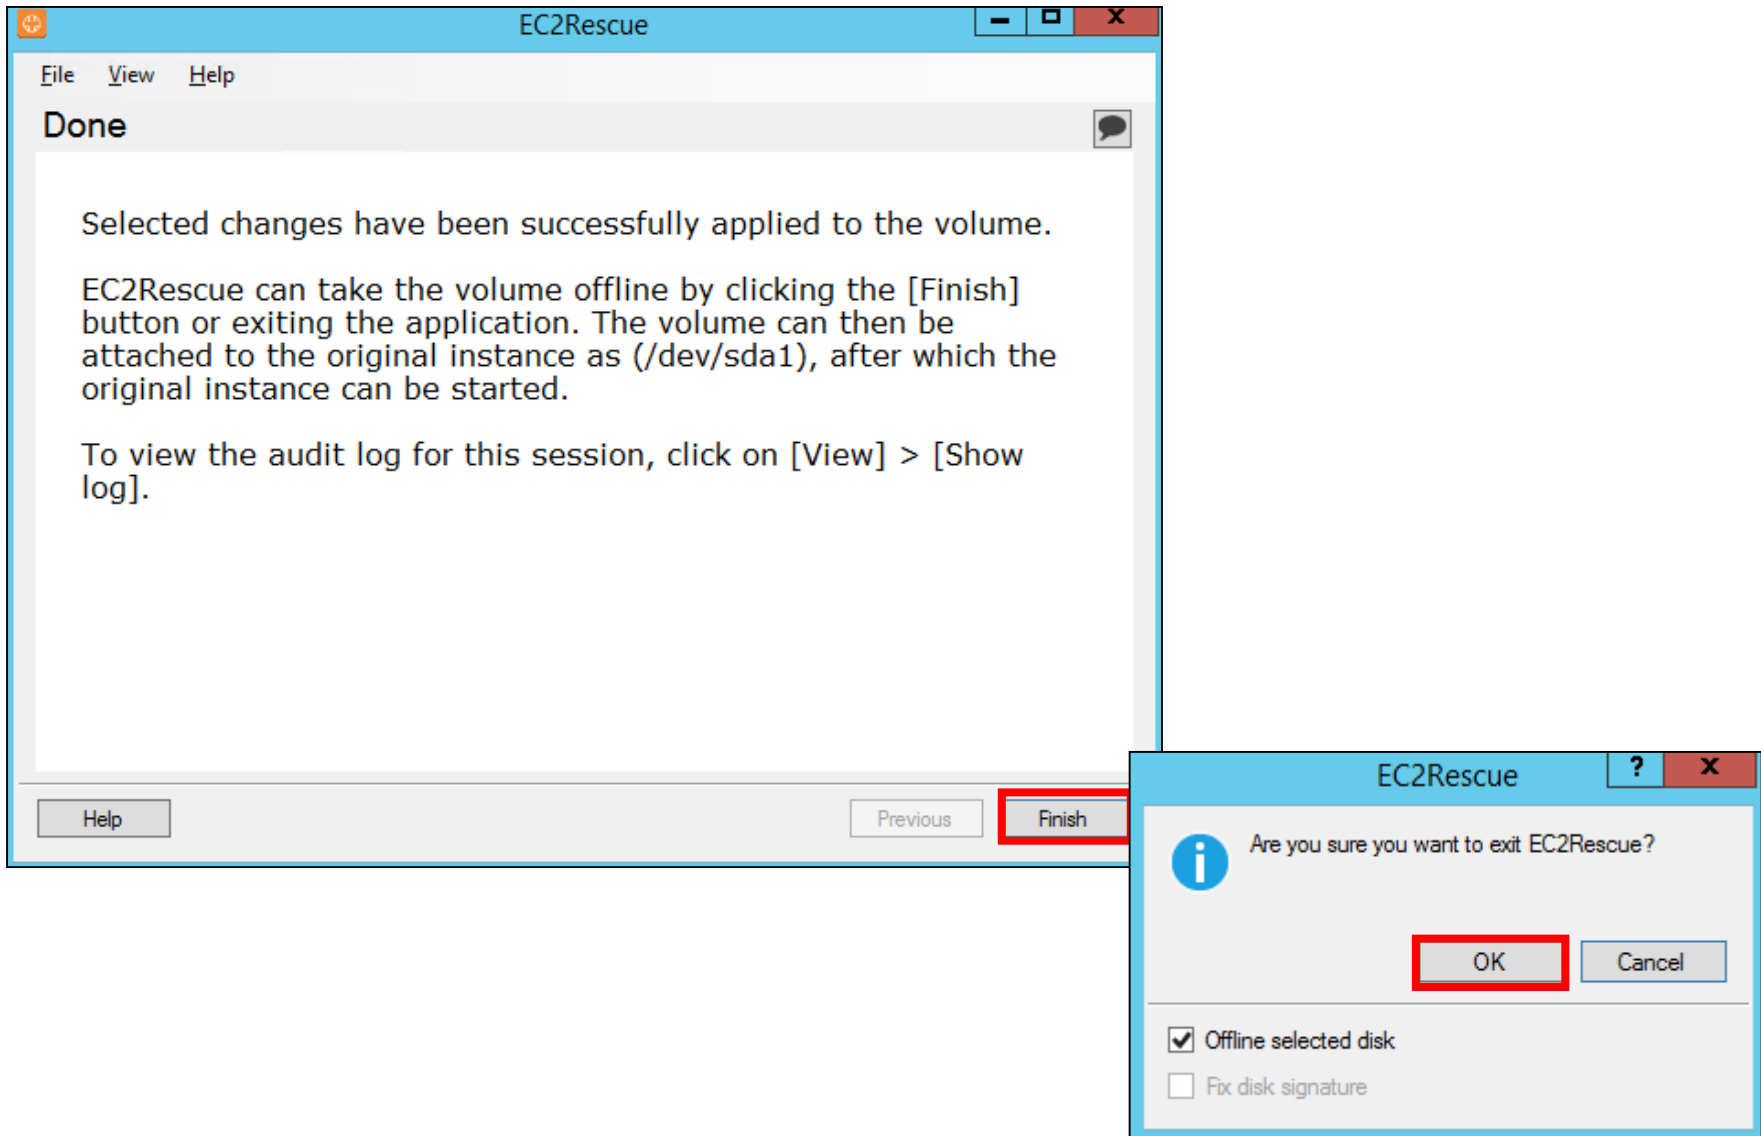 EC2Rescue
File View Help
Done
Selected changes have been successfully applied to the volume.
EC2Rescue can take the volume offline by clicking the [Finish]
button or exiting the application. The volume can then be
attached to the original instance as (/dev/sda1), after which the
original instance can be started.
To view the audit log for this session, click on [View] > [Show
log].
Help Previous Finish
EC2Rescue ? x
Are you sure you want to exit EC2Rescue?
OK Cancel
Offline selected disk
Fix disk signature